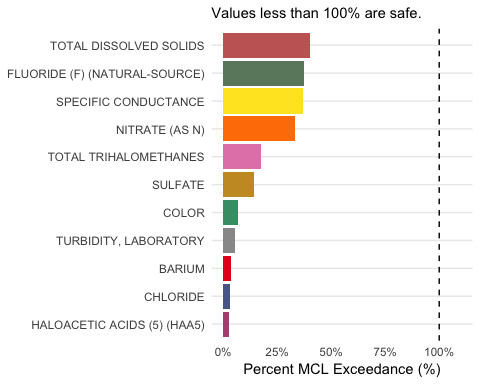 Values less than 100% are safe.
TOTAL DISSOLVED SOLIDS
FLUORIDE (F) (NATURAL-SOURCE)
SPECIFIC CONDUCTANCE
NITRATE (AS N)
TOTAL TRIHALOMETHANES
SULFATE
COLOR
TURBIDITY, LABORATORY
BARIUM
CHLORIDE
HALOACETIC ACIDS (5) (HAA5)
0% 25% 50% 75% 100%
Percent MCL Exceedance (%)